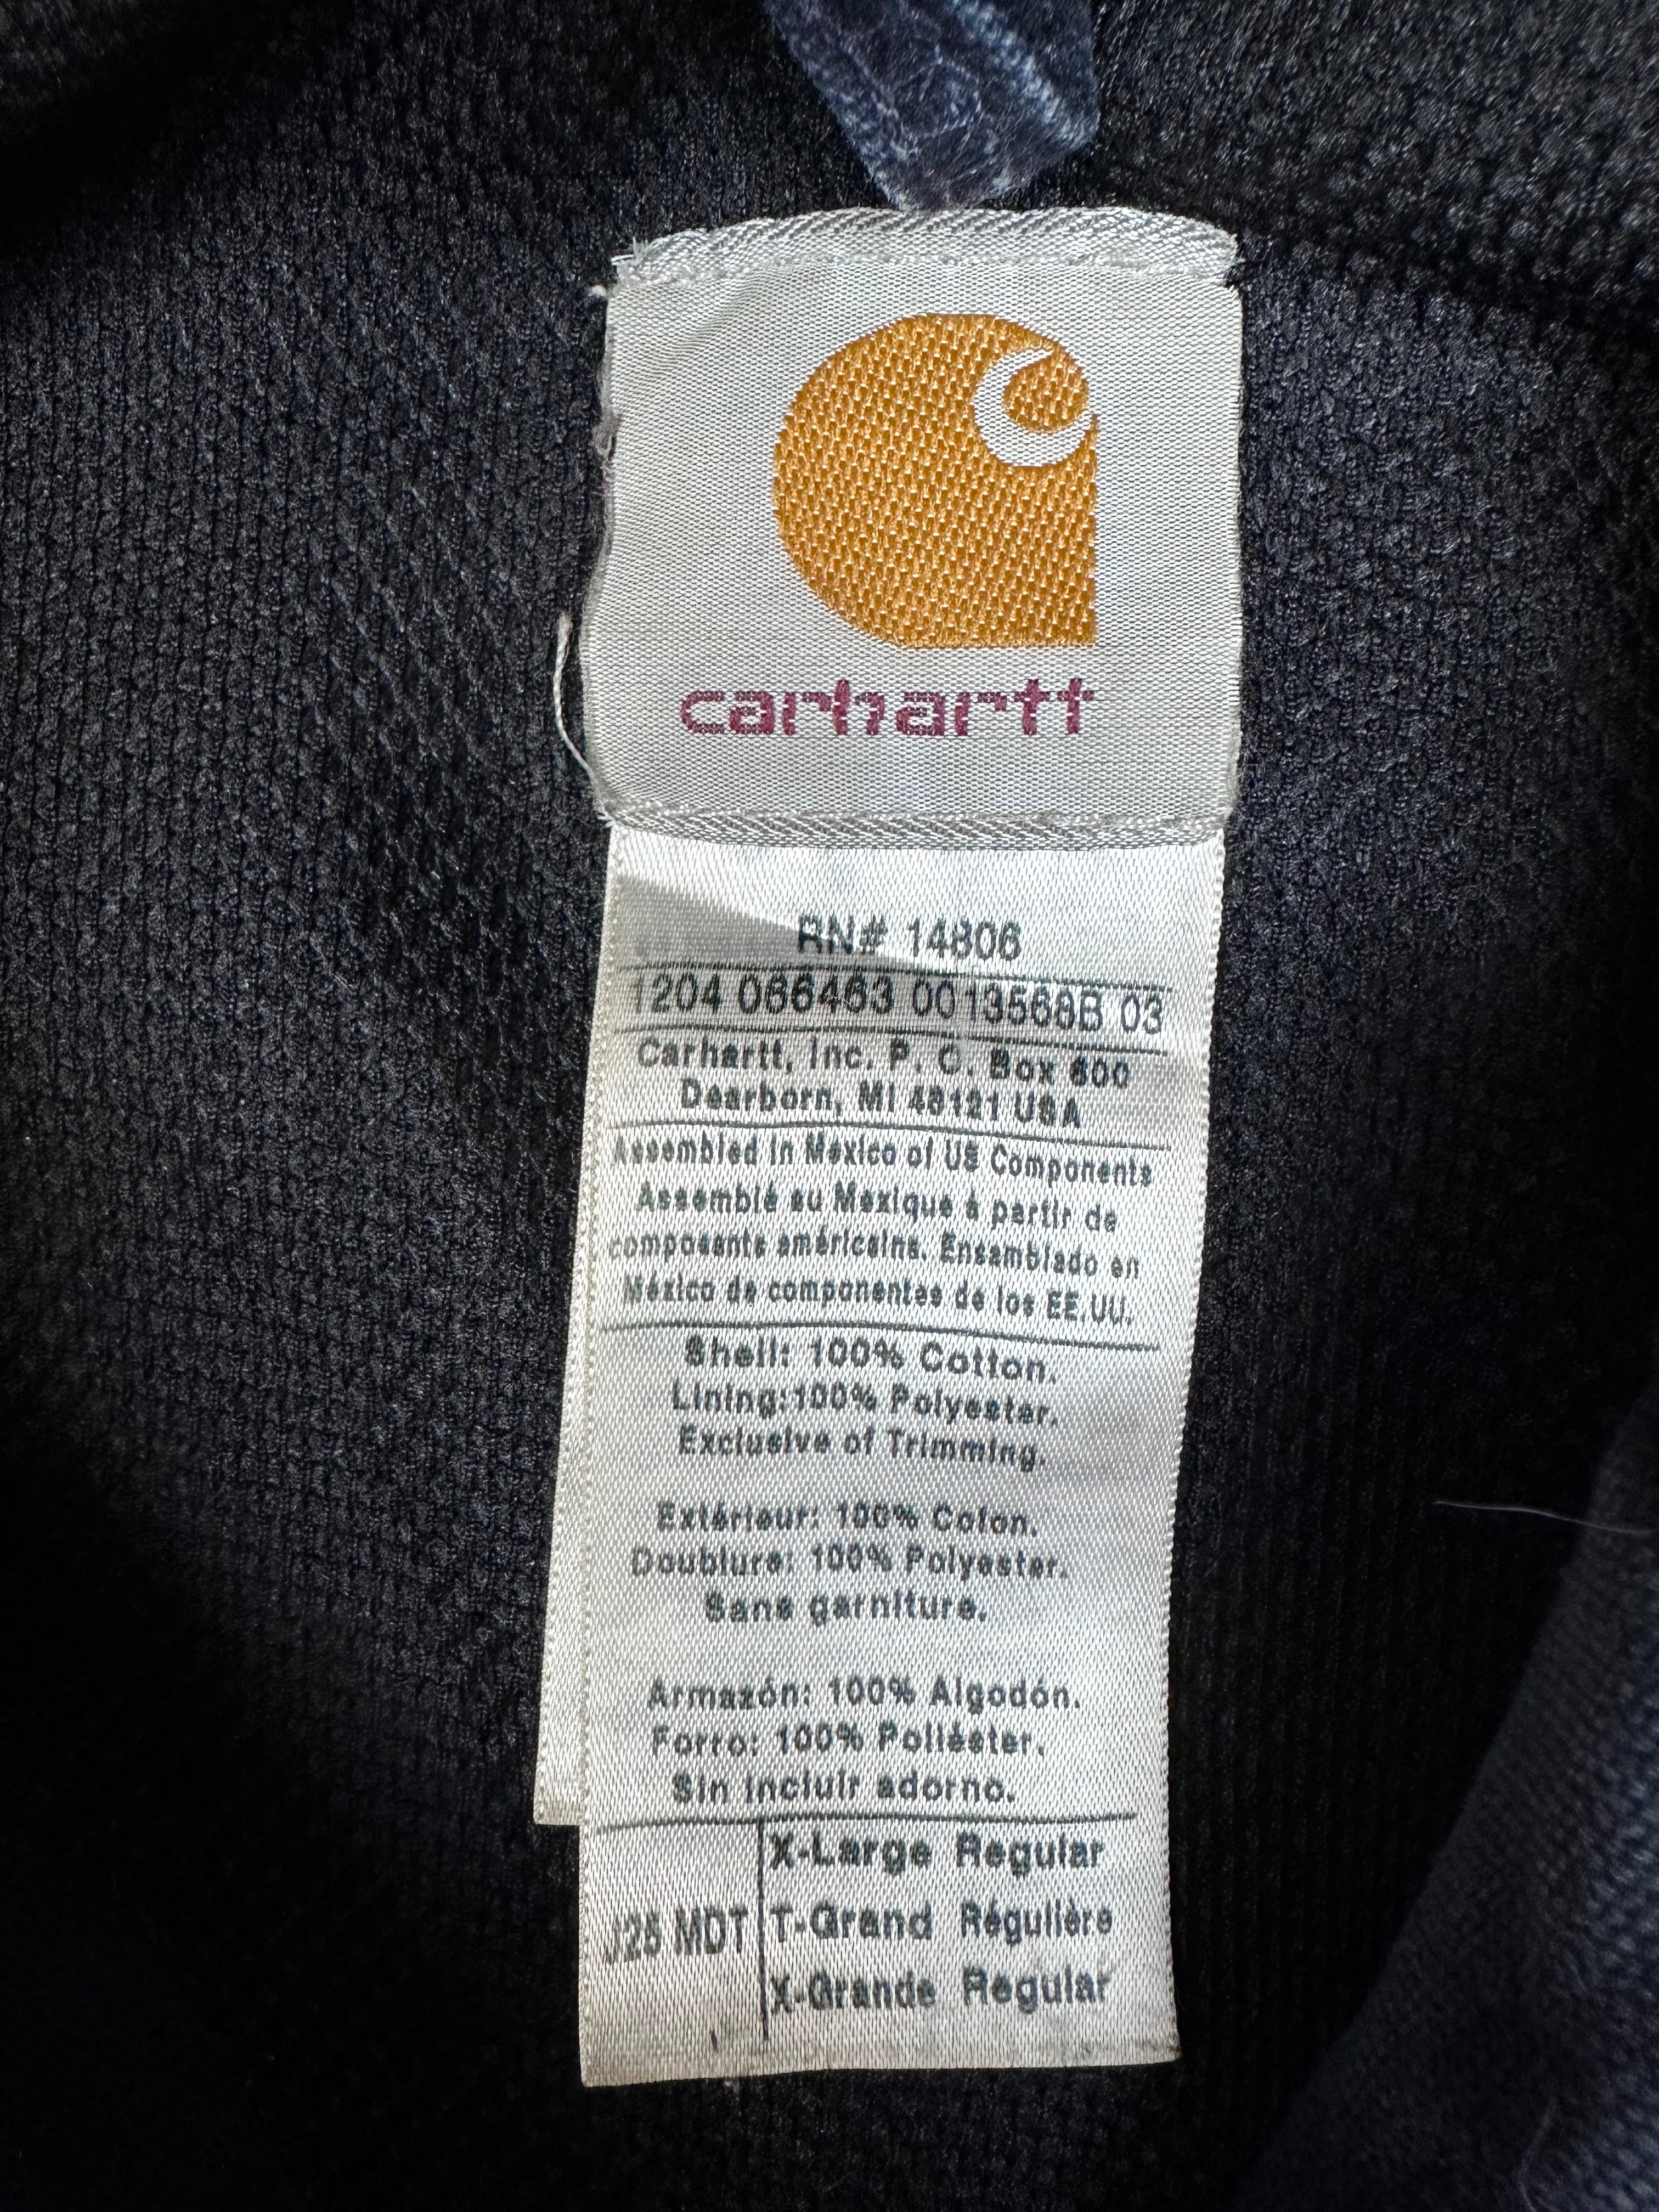 carhartt
RN# 14806
1204 066463 0013568B 03
Carhartt, Inc. P. O. Box 600
Dearborn, MI 48121 USA
Assembled in Mexico of US Components
Assemblé au Mexique à partir de
composants américains. Ensamblado en
México de componentes de los EE.UU.
Shell: 100% Cotton.
Lining:100% Polyester.
Exclusive of Trimming.
Extérieur: 100% Coton.
Doublure: 100% Polyester.
Sans garniture.
Armazón: 100% Algodón.
Forro: 100% Poliéster.
Sin incluir adorno.
J25 MDT
X-Large Regular
T-Grand Régulière
X-Grande Regular